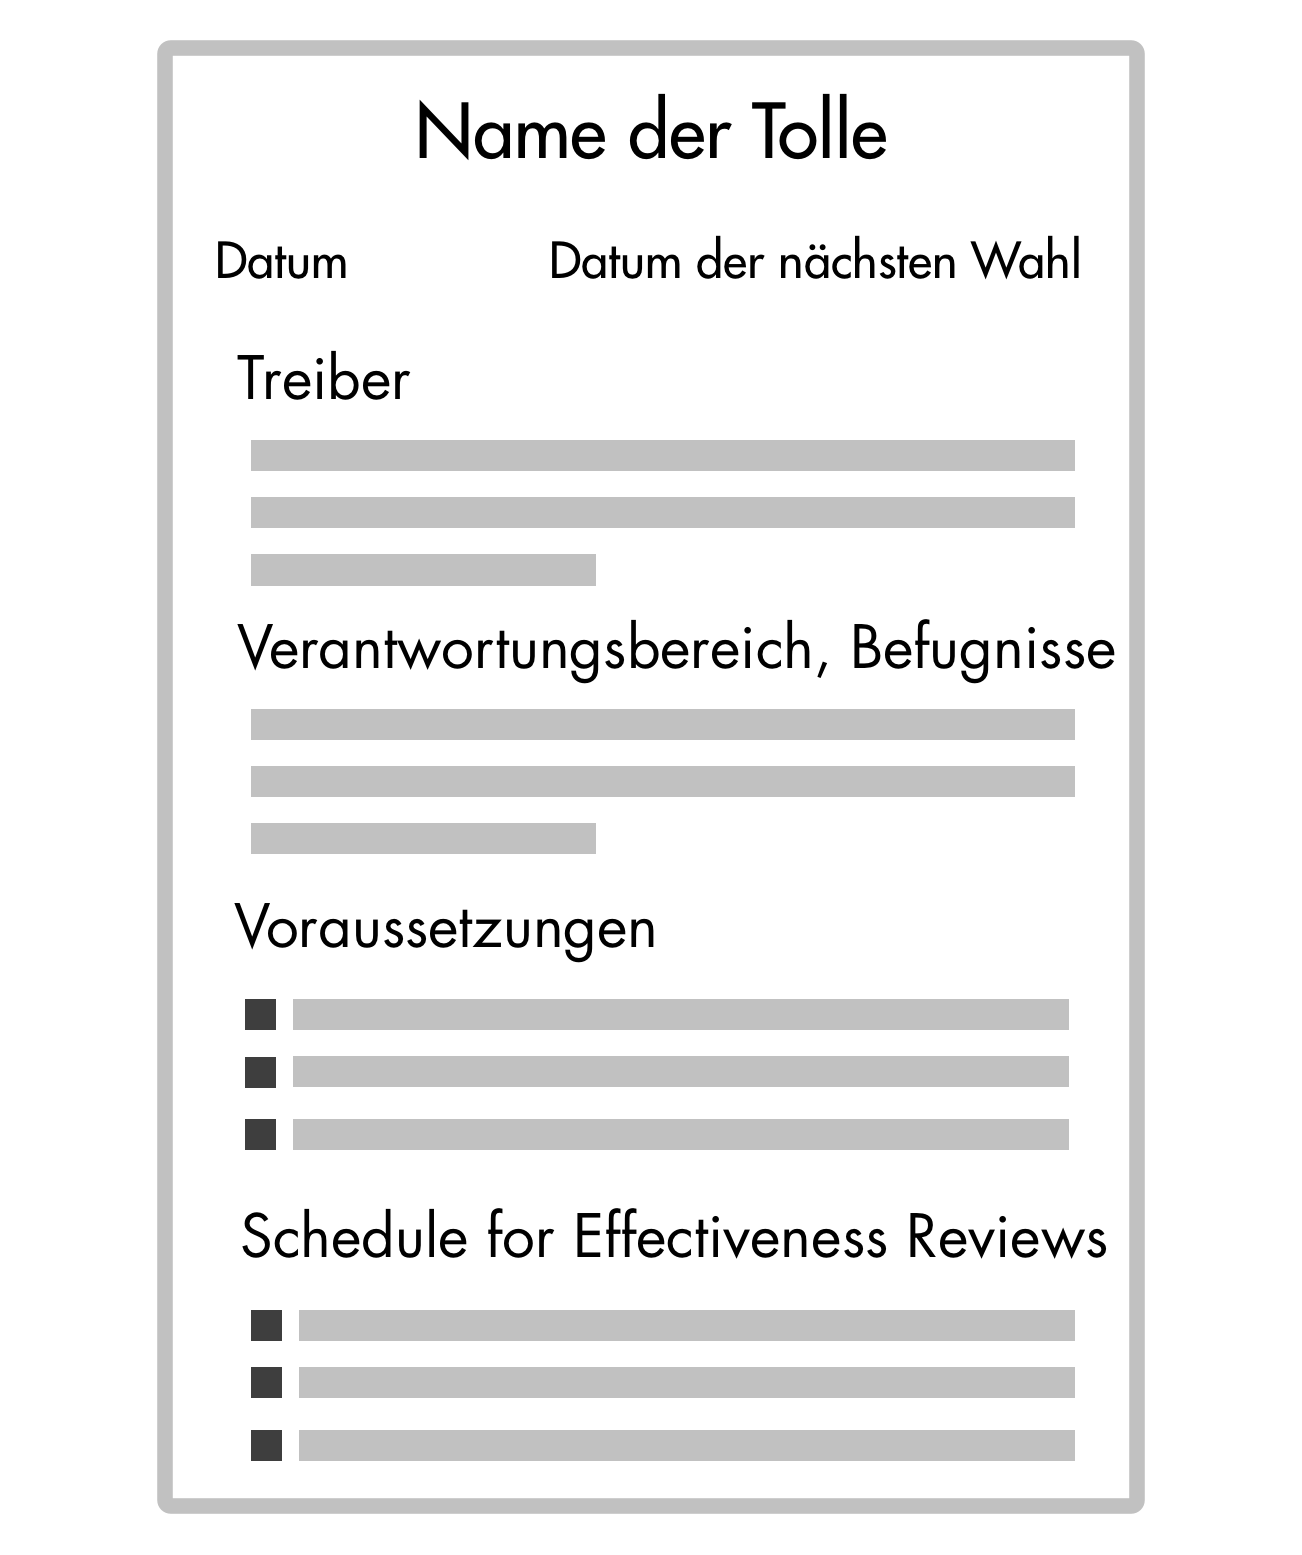 Name der Tolle
Datum
Datum der nächsten Wahl
Treiber
Verantwortungsbereich, Befugnisse
Voraussetzungen
Schedule for Effectiveness Reviews